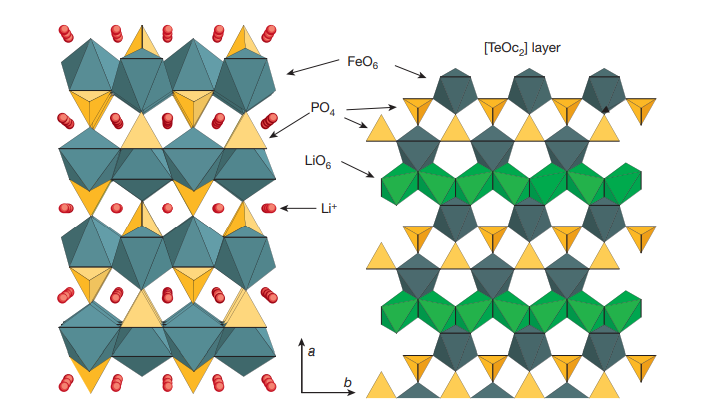 [TeOc₂] layer
FeO₆
PO₄
LiO₆
Li⁺
a
b